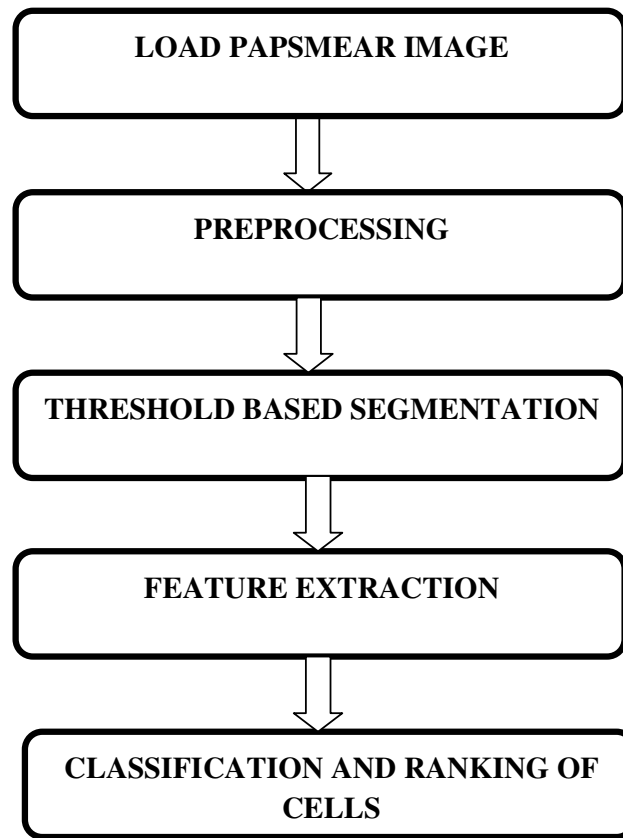 LOAD PAPSMEAR IMAGE
PREPROCESSING
THRESHOLD BASED SEGMENTATION
FEATURE EXTRACTION
CLASSIFICATION AND RANKING OF
CELLS